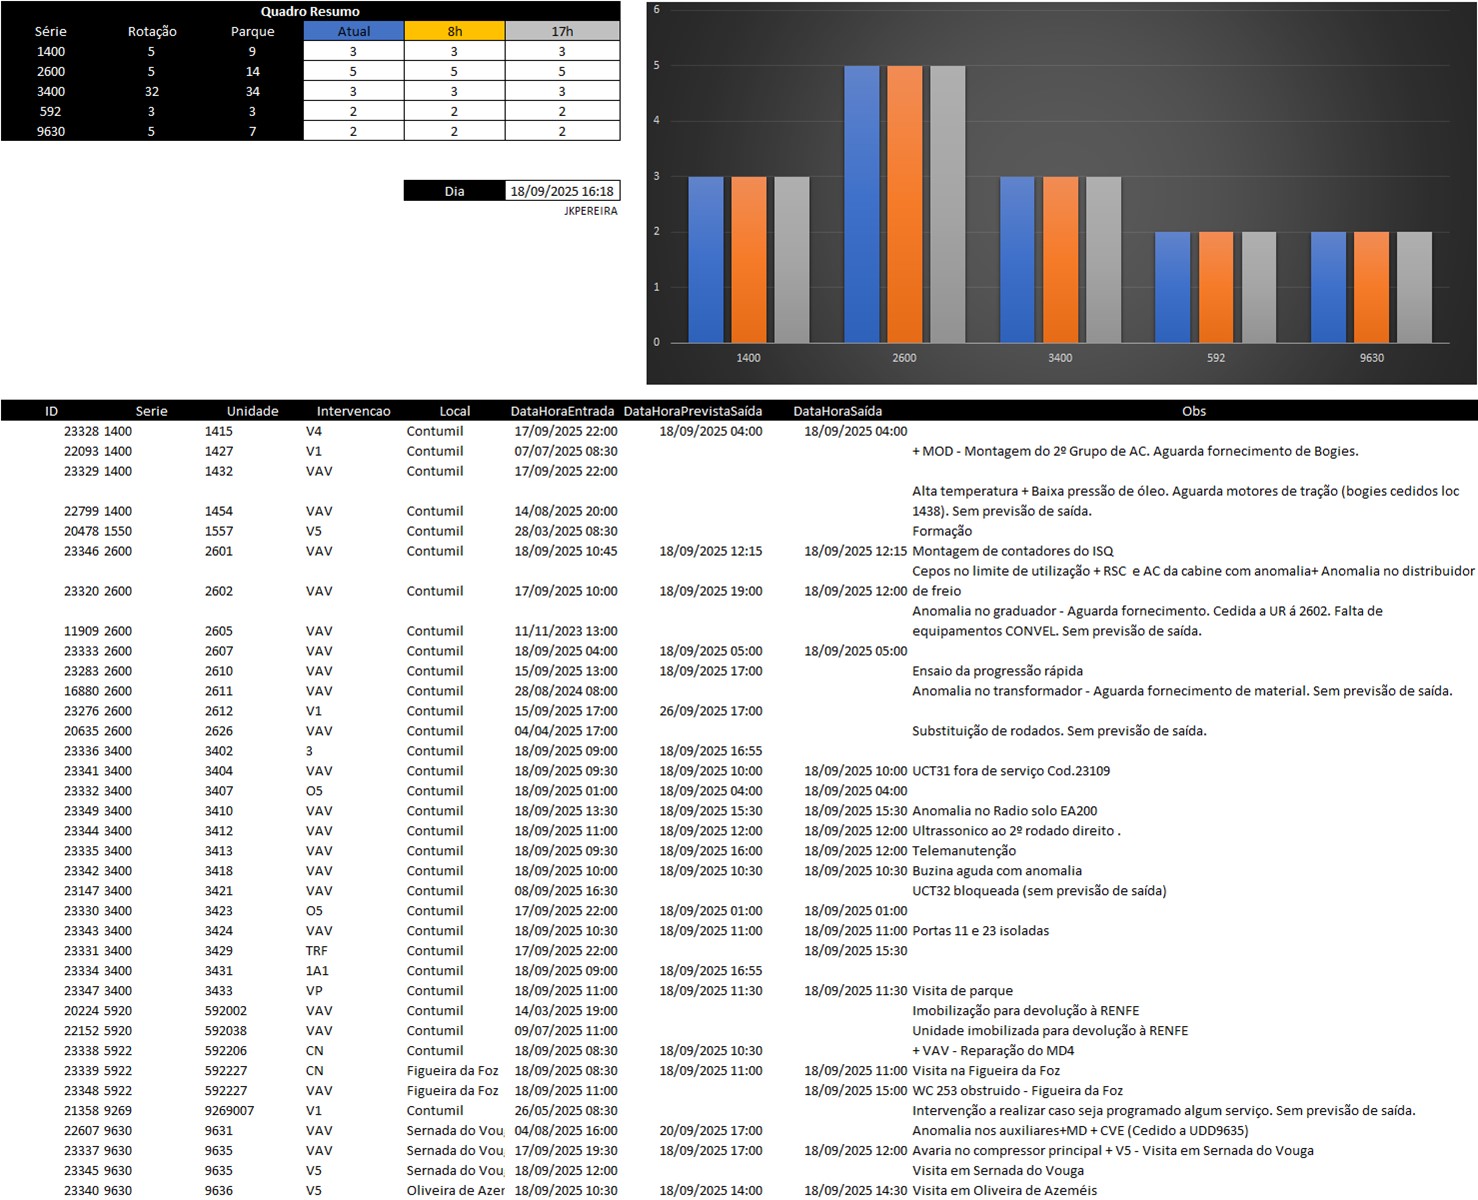 Quadro Resumo
Série Rotação Parque Atual 8h 17h
1400 5 9 3 3 3
2600 5 14 5 5 5
3400 32 34 3 3 3
592 3 3 2 2 2
9630 5 7 2 2 2
Dia 18/09/2025 16:18
JKPEREIRA
6
5
4
3
2
1
0
1400 2600 3400 592 9630
ID Serie Unidade Intervencao Local DataHoraEntrada DataHoraPrevistaSaída DataHoraSaída Obs
23328 1400 1415 V4 Contumil 17/09/2025 22:00 18/09/2025 04:00 18/09/2025 04:00
22093 1400 1427 V1 Contumil 07/07/2025 08:30 + MOD - Montagem do 2º Grupo de AC. Aguarda fornecimento de Bogies.
23329 1400 1432 VAV Contumil 17/09/2025 22:00
Alta temperatura + Baixa pressão de óleo. Aguarda motores de tração (bogies cedidos loc
22799 1400 1454 VAV Contumil 14/08/2025 20:00 1438). Sem previsão de saída.
20478 1550 1557 V5 Contumil 28/03/2025 08:30 Formação
23346 2600 2601 VAV Contumil 18/09/2025 10:45 18/09/2025 12:15 18/09/2025 12:15 Montagem de contadores do ISQ
Cepos no limite de utilização + RSC e AC da cabine com anomalia+ Anomalia no distribuidor
23320 2600 2602 VAV Contumil 17/09/2025 10:00 18/09/2025 19:00 18/09/2025 12:00 de freio
Anomalia no graduador - Aguarda fornecimento. Cedida a UR á 2602. Falta de
11909 2600 2605 VAV Contumil 11/11/2023 13:00 equipamentos CONVEL. Sem previsão de saída.
23333 2600 2607 VAV Contumil 18/09/2025 04:00 18/09/2025 05:00 18/09/2025 05:00
23283 2600 2610 VAV Contumil 15/09/2025 13:00 18/09/2025 17:00 Ensaio da progressão rápida
16880 2600 2611 VAV Contumil 28/08/2024 08:00 Anomalia no transformador - Aguarda fornecimento de material. Sem previsão de saída.
23276 2600 2612 V1 Contumil 15/09/2025 17:00 26/09/2025 17:00
20635 2600 2626 VAV Contumil 04/04/2025 17:00 Substituição de rodados. Sem previsão de saída.
23336 3400 3402 3 Contumil 18/09/2025 09:00 18/09/2025 16:55
23341 3400 3404 VAV Contumil 18/09/2025 09:30 18/09/2025 10:00 18/09/2025 10:00 UCT31 fora de serviço Cod.23109
23332 3400 3407 O5 Contumil 18/09/2025 01:00 18/09/2025 04:00 18/09/2025 04:00
23349 3400 3410 VAV Contumil 18/09/2025 13:30 18/09/2025 15:30 18/09/2025 15:30 Anomalia no Radio solo EA200
23344 3400 3412 VAV Contumil 18/09/2025 11:00 18/09/2025 12:00 18/09/2025 12:00 Ultrassonico ao 2º rodado direito .
23335 3400 3413 VAV Contumil 18/09/2025 09:30 18/09/2025 16:00 18/09/2025 12:00 Telemanutenção
23342 3400 3418 VAV Contumil 18/09/2025 10:00 18/09/2025 10:30 18/09/2025 10:30 Buzina aguda com anomalia
23147 3400 3421 VAV Contumil 08/09/2025 16:30 UCT32 bloqueada (sem previsão de saída)
23330 3400 3423 O5 Contumil 17/09/2025 22:00 18/09/2025 01:00 18/09/2025 01:00
23343 3400 3424 VAV Contumil 18/09/2025 10:30 18/09/2025 11:00 18/09/2025 11:00 Portas 11 e 23 isoladas
23331 3400 3429 TRF Contumil 17/09/2025 22:00 18/09/2025 15:30
23334 3400 3431 1A1 Contumil 18/09/2025 09:00 18/09/2025 16:55
23347 3400 3433 VP Contumil 18/09/2025 11:00 18/09/2025 11:30 18/09/2025 11:30 Visita de parque
20224 5920 592002 VAV Contumil 14/03/2025 19:00 Imobilização para devolução à RENFE
22152 5920 592038 VAV Contumil 09/07/2025 11:00 Unidade imobilizada para devolução à RENFE
23338 5922 592206 CN Contumil 18/09/2025 08:30 18/09/2025 10:30 + VAV - Reparação do MD4
23339 5922 592227 CN Figueira da Foz 18/09/2025 08:30 18/09/2025 11:00 18/09/2025 11:00 Visita na Figueira da Foz
23348 5922 592227 VAV Figueira da Foz 18/09/2025 11:00 18/09/2025 15:00 WC 253 obstruido - Figueira da Foz
21358 9269 9269007 V1 Contumil 26/05/2025 08:30 Intervenção a realizar caso seja programado algum serviço. Sem previsão de saída.
22607 9630 9631 VAV Sernada do Voug 04/08/2025 16:00 20/09/2025 17:00 Anomalia nos auxiliares+MD + CVE (Cedido a UDD9635)
23337 9630 9635 VAV Sernada do Voug 17/09/2025 19:30 18/09/2025 17:00 18/09/2025 12:00 Avaria no compressor principal + V5 - Visita em Sernada do Vouga
23345 9630 9635 V5 Sernada do Voug 18/09/2025 12:00 Visita em Sernada do Vouga
23340 9630 9636 V5 Oliveira de Azer 18/09/2025 10:30 18/09/2025 14:00 18/09/2025 14:30 Visita em Oliveira de Azeméis